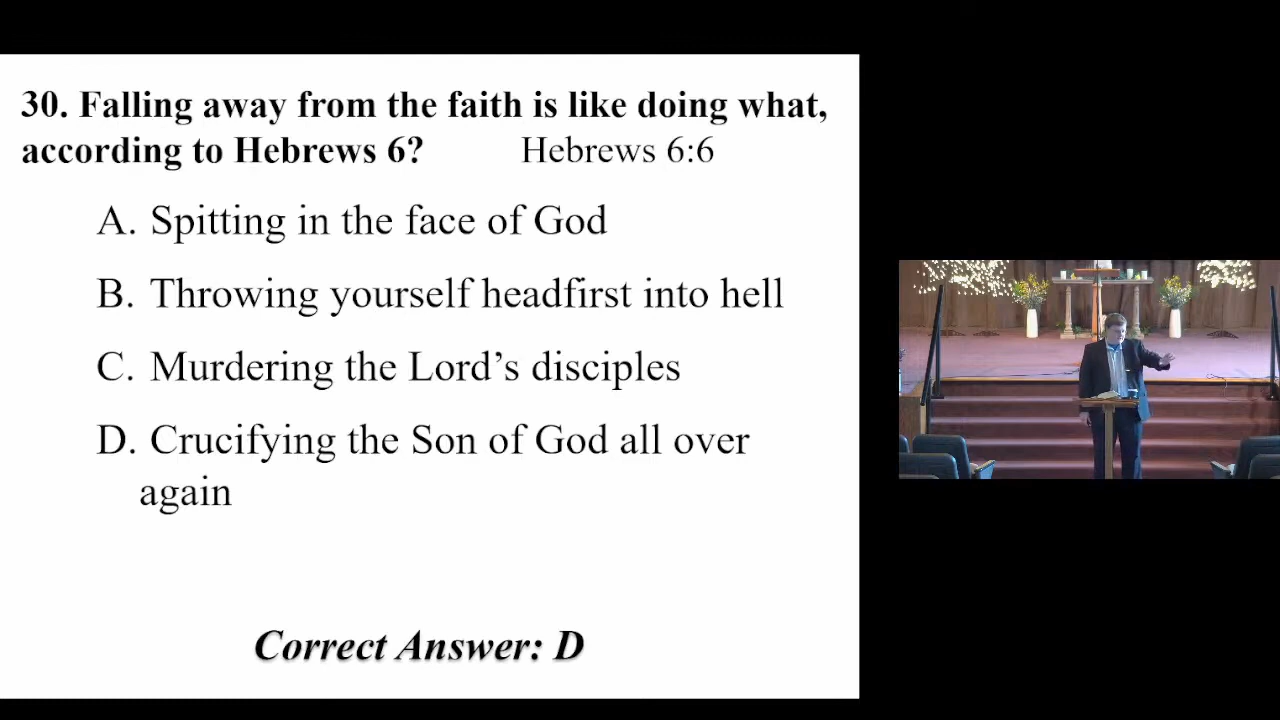 30. Falling away from the faith is like doing what,
according to Hebrews 6? Hebrews 6:6
A. Spitting in the face of God
B. Throwing yourself headfirst into hell
C. Murdering the Lord’s disciples
D. Crucifying the Son of God all over
again
Correct Answer: D